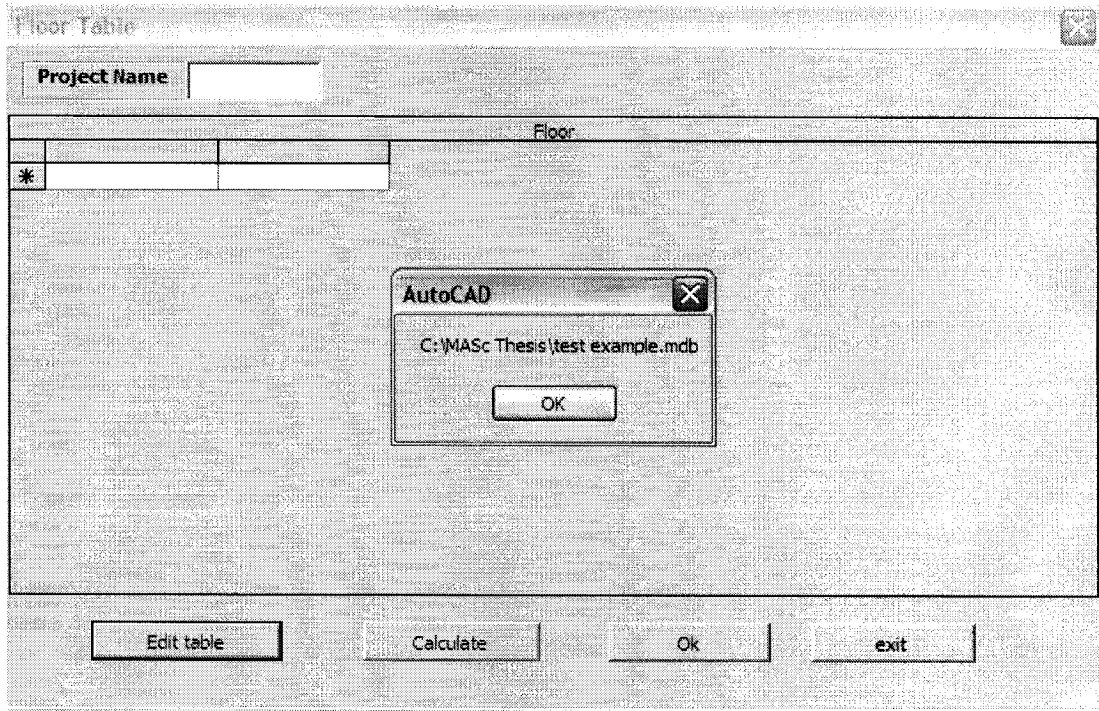 Floor Table
Project Name
Floor
*
AutoCAD
C:\MASc Thesis\test example.mdb
OK
Edit table
Calculate
Ok
exit